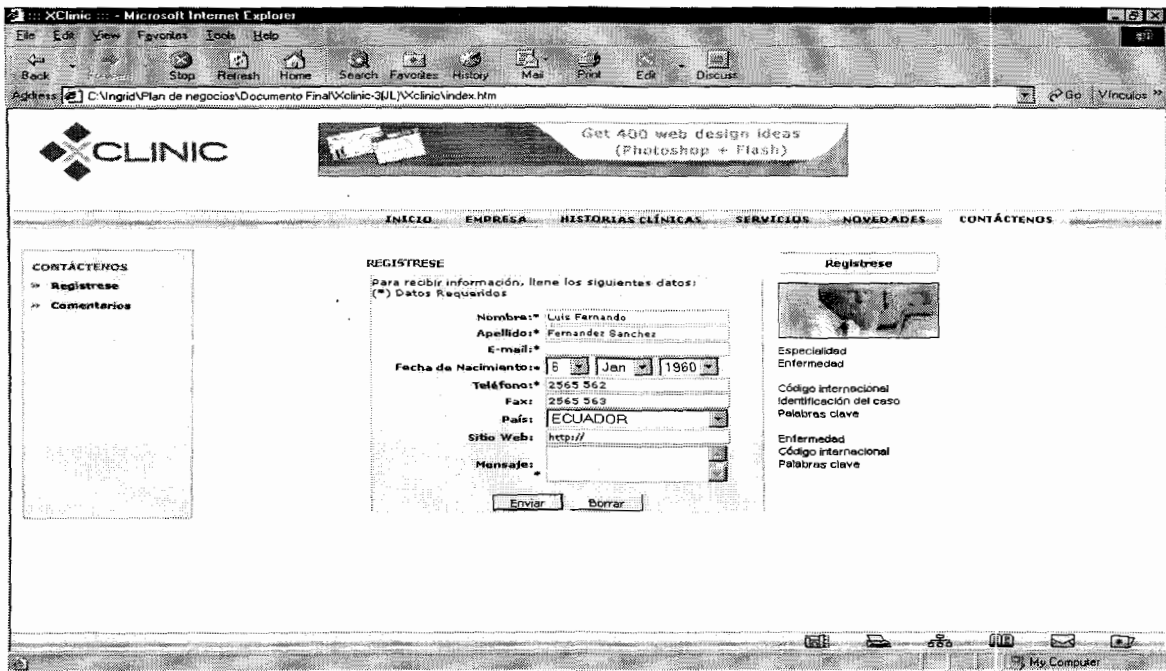 ::: XClinic ::: - Microsoft Internet Explorer
File Edit View Favorites Tools Help
Back Stop Refresh Home Search Favorites History Mail Print Edit Discuss
Address C:\Ingrid\Plan de negocios\Documento Final\Xclinic-3(JL)\Xclinic\index.htm Go Vínculos »
XCLINIC
Get 400 web design ideas
(Photoshop + Flash)
INICIO EMPRESA HISTORIAS CLÍNICAS SERVICIOS NOVEDADES CONTÁCTENOS
CONTÁCTENOS
» Registrese
» Comentarios
REGISTRESE
Para recibir información, llene los siguientes datos:
(*) Datos Requeridos
Nombre:* Luis Fernando
Apellido:* Fernandez Sanchez
E-mail:*
Fecha de Nacimiento:* 6 Jan 1960
Teléfono:* 2565 562
Fax: 2565 563
País: ECUADOR
Sitio Web: http://
Mensaje:
*
Enviar Borrar
Registrese
Especialidad
Enfermedad
Código internacional
Identificación del caso
Palabras clave
Enfermedad
Código internacional
Palabras clave
My Computer